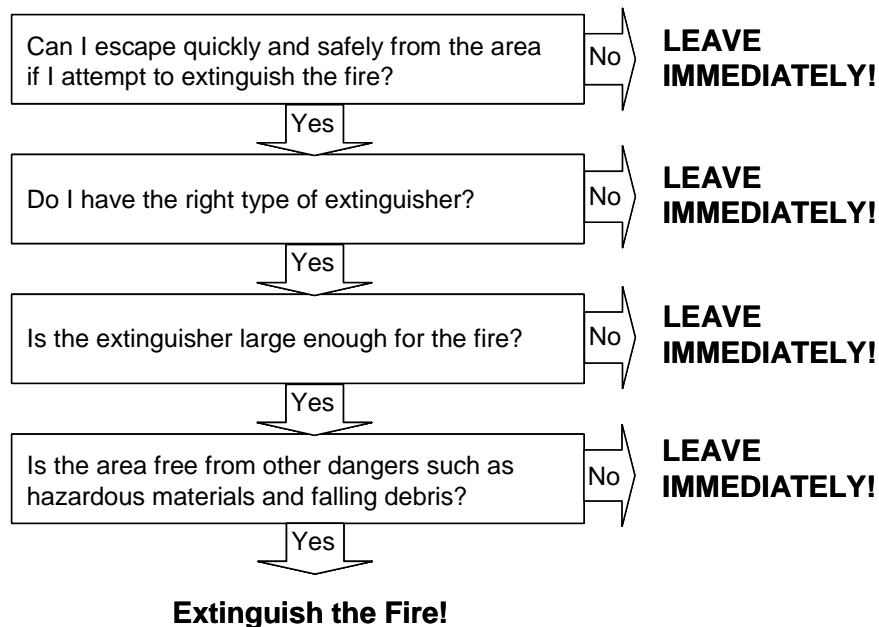 Can I escape quickly and safely from the area
if I attempt to extinguish the fire?
No
LEAVE
IMMEDIATELY!
Yes
Do I have the right type of extinguisher?
No
LEAVE
IMMEDIATELY!
Yes
Is the extinguisher large enough for the fire?
No
LEAVE
IMMEDIATELY!
Yes
Is the area free from other dangers such as
hazardous materials and falling debris?
No
LEAVE
IMMEDIATELY!
Yes
Extinguish the Fire!